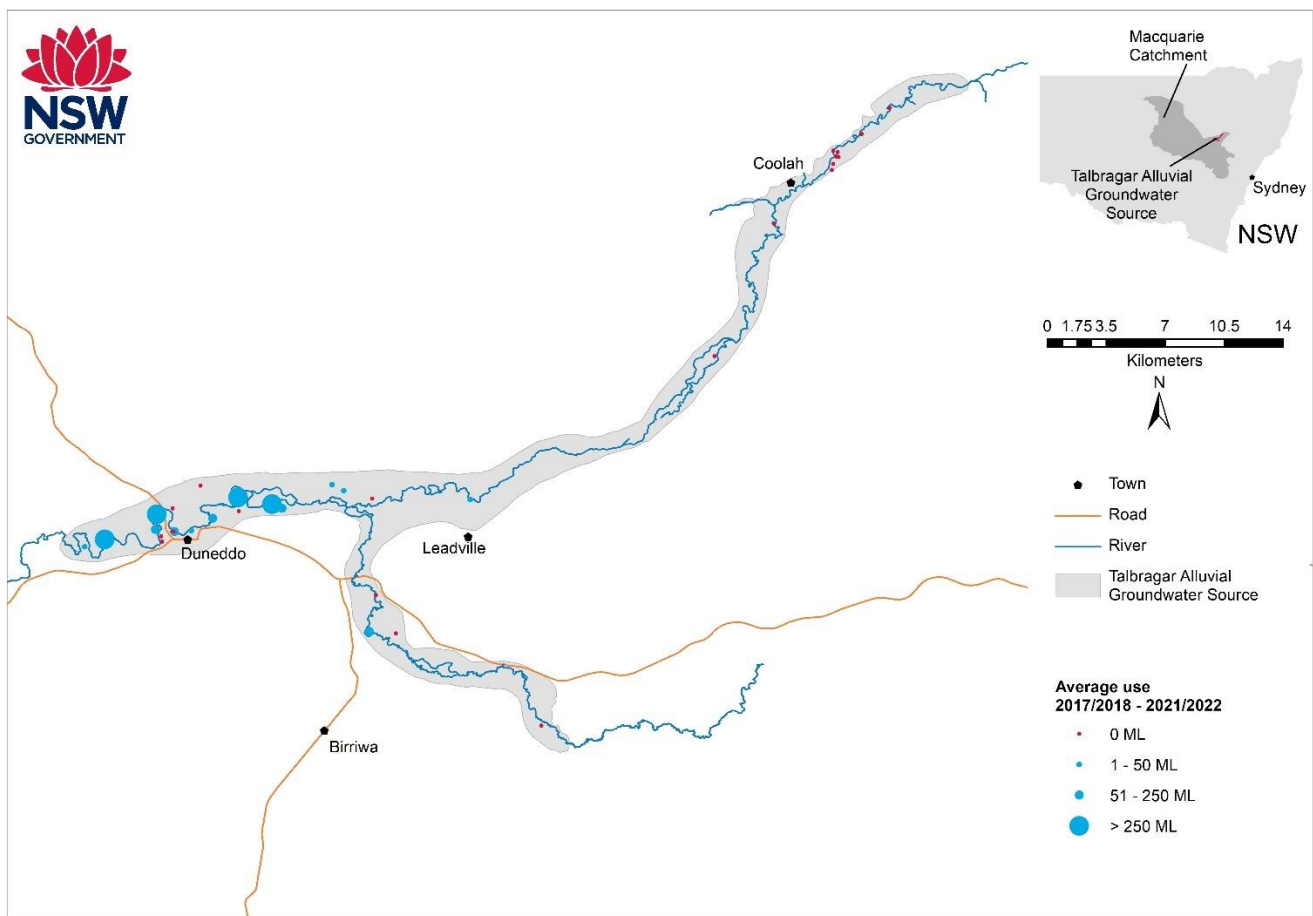 NSW
GOVERNMENT
Coolah
Duneddo
Leadville
Birriwa
Macquarie
Catchment
Talbragar Alluvial
Groundwater
Source
Sydney
NSW
0 1.75 3.5 7 10.5 14
Kilometers
N
Town
Road
River
Talbragar Alluvial
Groundwater Source
Average use
2017/2018 - 2021/2022
0 ML
1 - 50 ML
51 - 250 ML
> 250 ML